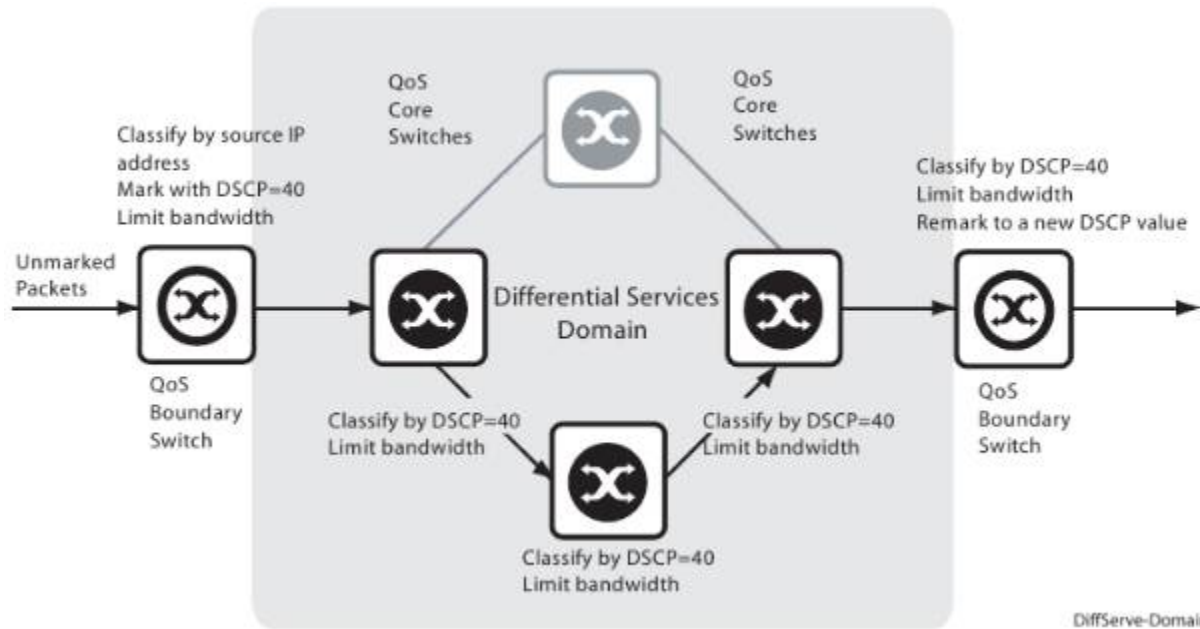 QoS
Core
Switches
QoS
Core
Switches
Classify by source IP
address
Mark with DSCP=40
Limit bandwidth
Classify by DSCP=40
Limit bandwidth
Remark to a new DSCP value
Unmarked
Packets
Differential Services
Domain
QoS
Boundary
Switch
Classify by DSCP=40
Limit bandwidth
Classify by DSCP=40
Limit bandwidth
QoS
Boundary
Switch
Classify by DSCP=40
Limit bandwidth
DiffServe-Domai